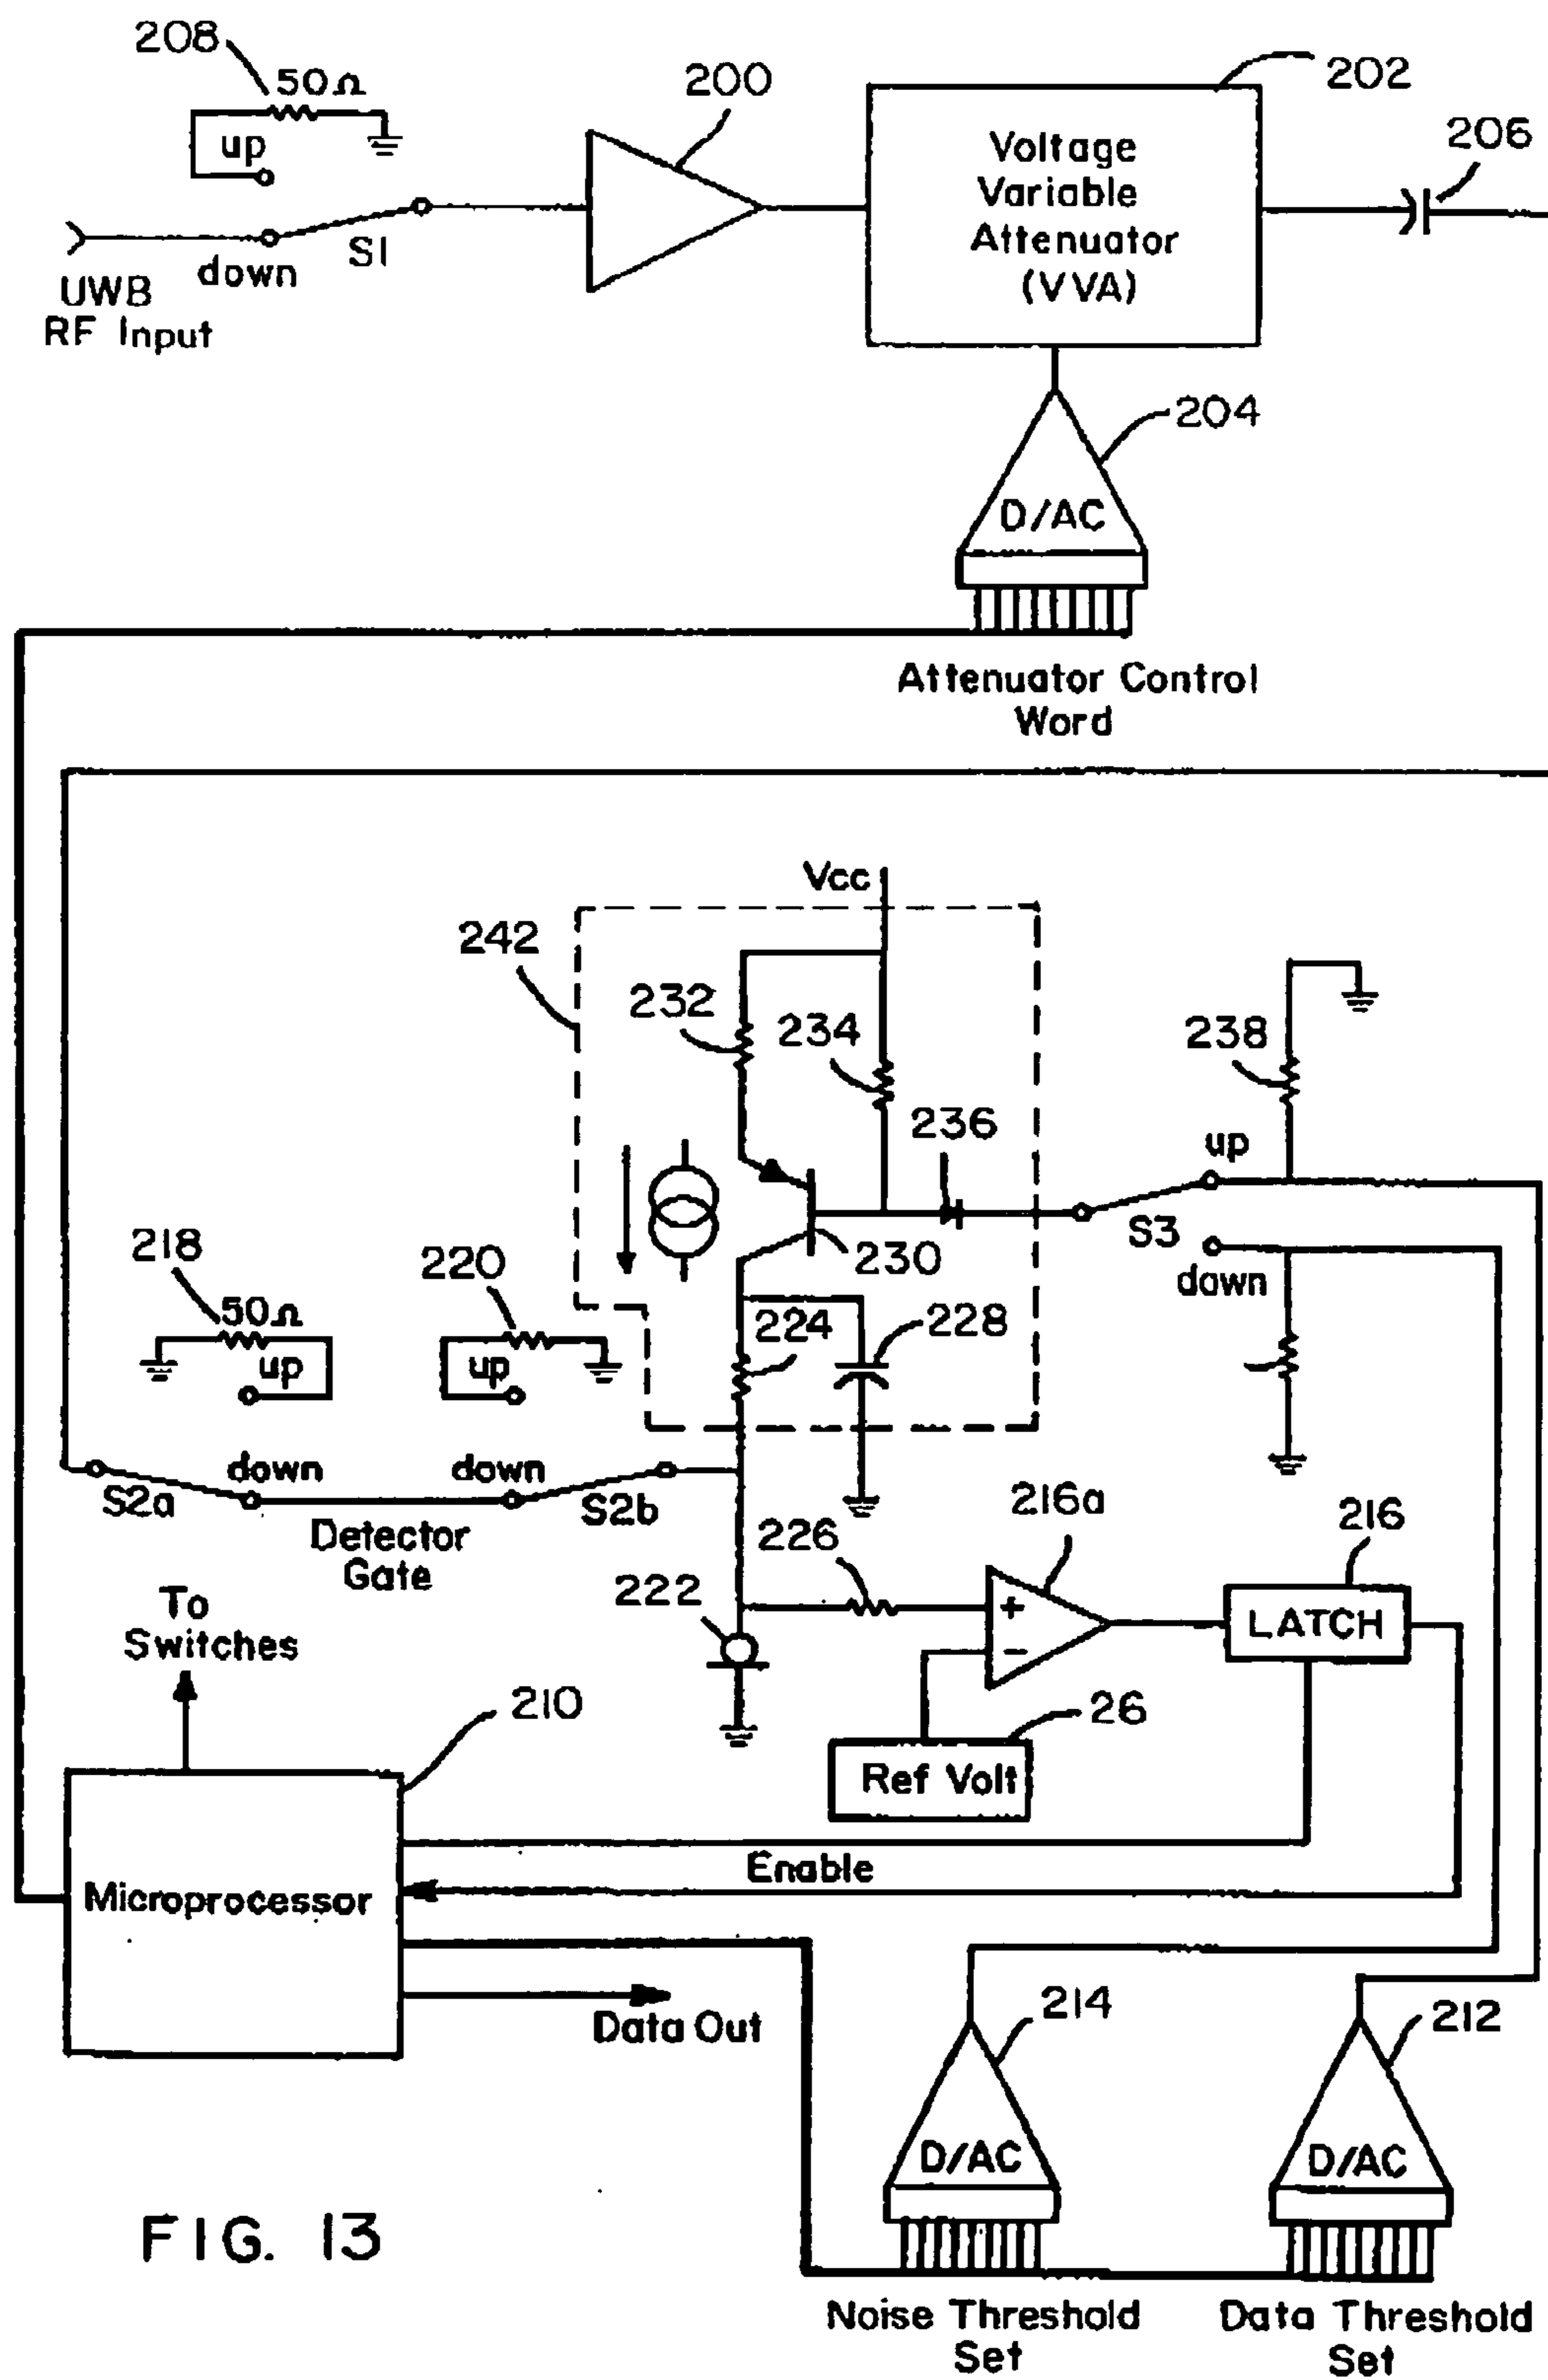 208
50Ω
up
200
202
206
Voltage
Variable
Attenuator
(VVA)
S1
down
UWB
RF Input
204
D/AC
Attenuator Control
Word
Vcc
242
232
234
238
236
up
S3
230
down
218
50Ω
up
220
up
224
228
S2a
down
down
S2b
Detector
Gate
226
216a
216
222
+
-
LATCH
To
Switches
210
26
Ref Volt
Enable
Microprocessor
Data Out
214
212
D/AC
D/AC
FIG. 13
Noise Threshold
Set
Data Threshold
Set